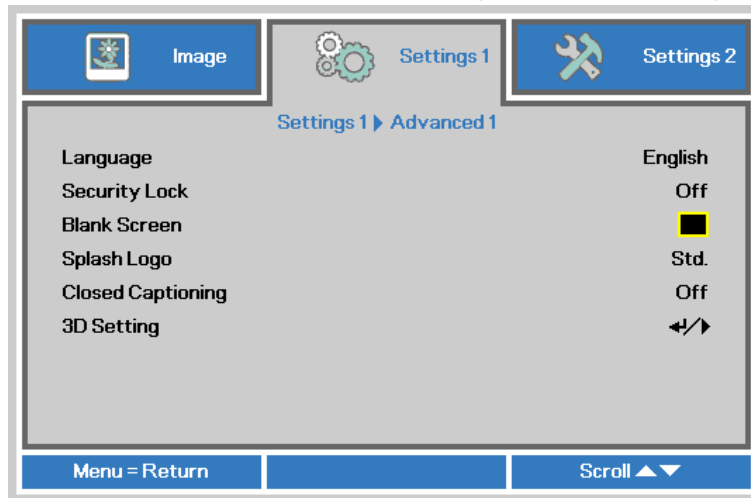 Image
Settings 1
Settings 2
Settings 1 Advanced 1
Language English
Security Lock Off
Blank Screen
Splash Logo Std.
Closed Captioning Off
3D Setting ↵/▶
Menu = Return
Scroll ▲▼